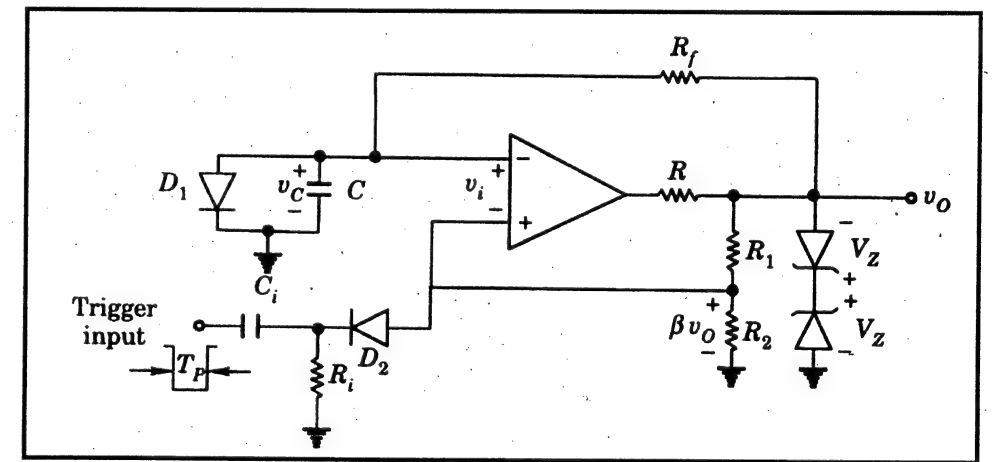 R_f
D_1
+
v_C
−
C
+
v_i
−
−
+
R
v_O
R_1
−
V_Z
+
+
V_Z
−
+
βv_O
−
R_2
C_i
Trigger
input
T_P
D_2
R_i